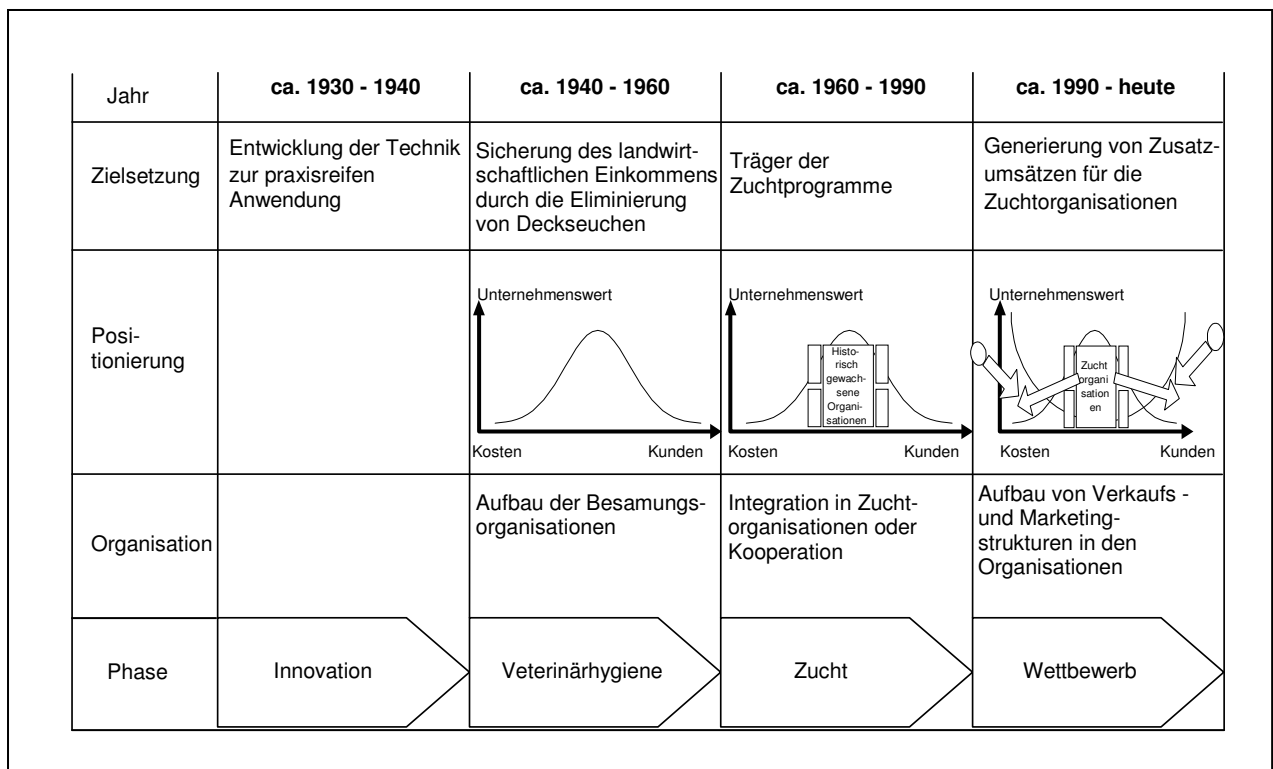 Jahr
ca. 1930 - 1940
ca. 1940 - 1960
ca. 1960 - 1990
ca. 1990 - heute
Zielsetzung
Entwicklung der Technik
zur praxisreifen
Anwendung
Sicherung des landwirt-
schaftlichen Einkommens
durch die Eliminierung
von Deckseuchen
Träger der
Zuchtprogramme
Generierung von Zusatz-
umsätzen für die
Zuchtorganisationen
Posi-
tionierung
Unternehmenswert
Kosten
Kunden
Unternehmenswert
Histo-
risch
gewach-
sene
Organi-
sationen
Kosten
Kunden
Unternehmenswert
Zucht
organi
sation
en
Kosten
Kunden
Organisation
Aufbau der Besamungs-
organisationen
Integration in Zucht-
organisationen oder
Kooperation
Aufbau von Verkaufs -
und Marketing-
strukturen in den
Organisationen
Phase
Innovation
Veterinärhygiene
Zucht
Wettbewerb